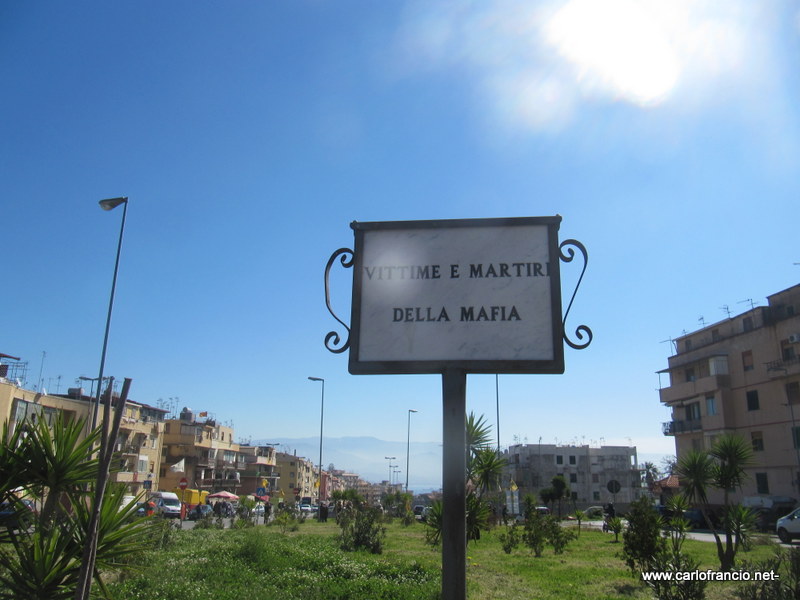 VITTIME E MARTIRI
DELLA MAFIA
www.carlofrancio.net-